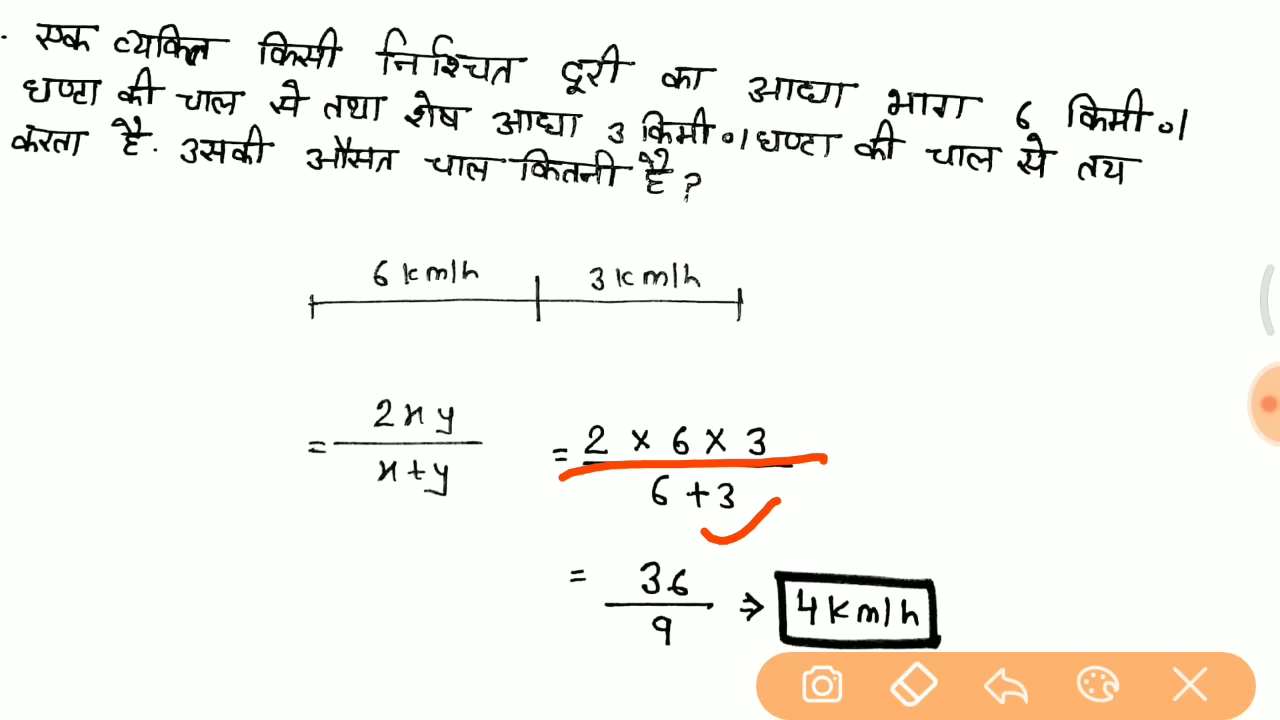 . एक व्यक्ति किसी निश्चित दूरी का आधा भाग 6 किमी०/
घण्टा की चाल से तथा शेष आधा 3 किमी०/घण्टा की चाल से तय
करता है. उसकी औसत चाल कितनी है?
6 km/h 3 km/h
= 2xy / x+y = 2 × 6 × 3 / 6 + 3
= 36 / 9 ⇒ 4 km/h